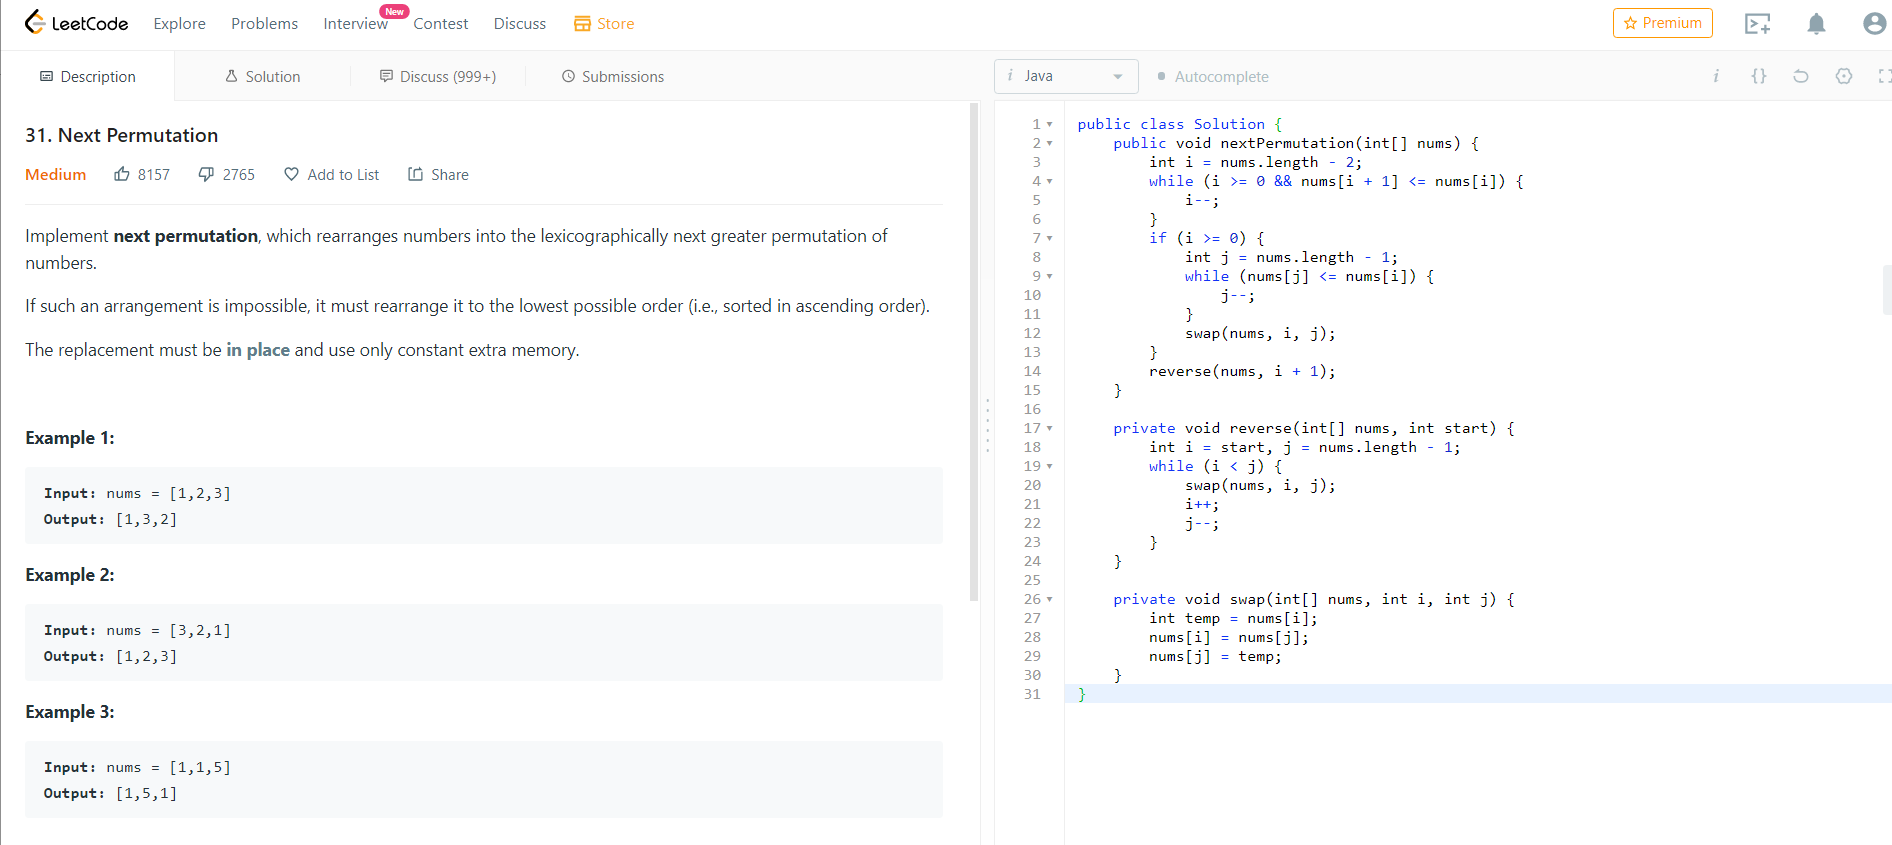 LeetCode Explore Problems Interview New Contest Discuss Store Premium
Description Solution Discuss (999+) Submissions
31. Next Permutation
Medium 8157 2765 Add to List Share
Implement next permutation, which rearranges numbers into the lexicographically next greater permutation of
numbers.
If such an arrangement is impossible, it must rearrange it to the lowest possible order (i.e., sorted in ascending order).
The replacement must be in place and use only constant extra memory.
Example 1:
Input: nums = [1,2,3]
Output: [1,3,2]
Example 2:
Input: nums = [3,2,1]
Output: [1,2,3]
Example 3:
Input: nums = [1,1,5]
Output: [1,5,1]
i Java Autocomplete i {}
1 public class Solution {
2     public void nextPermutation(int[] nums) {
3         int i = nums.length - 2;
4         while (i >= 0 && nums[i + 1] <= nums[i]) {
5             i--;
6         }
7         if (i >= 0) {
8             int j = nums.length - 1;
9             while (nums[j] <= nums[i]) {
10                 j--;
11             }
12             swap(nums, i, j);
13         }
14         reverse(nums, i + 1);
15     }
16
17     private void reverse(int[] nums, int start) {
18         int i = start, j = nums.length - 1;
19         while (i < j) {
20             swap(nums, i, j);
21             i++;
22             j--;
23         }
24     }
25
26     private void swap(int[] nums, int i, int j) {
27         int temp = nums[i];
28         nums[i] = nums[j];
29         nums[j] = temp;
30     }
31 }